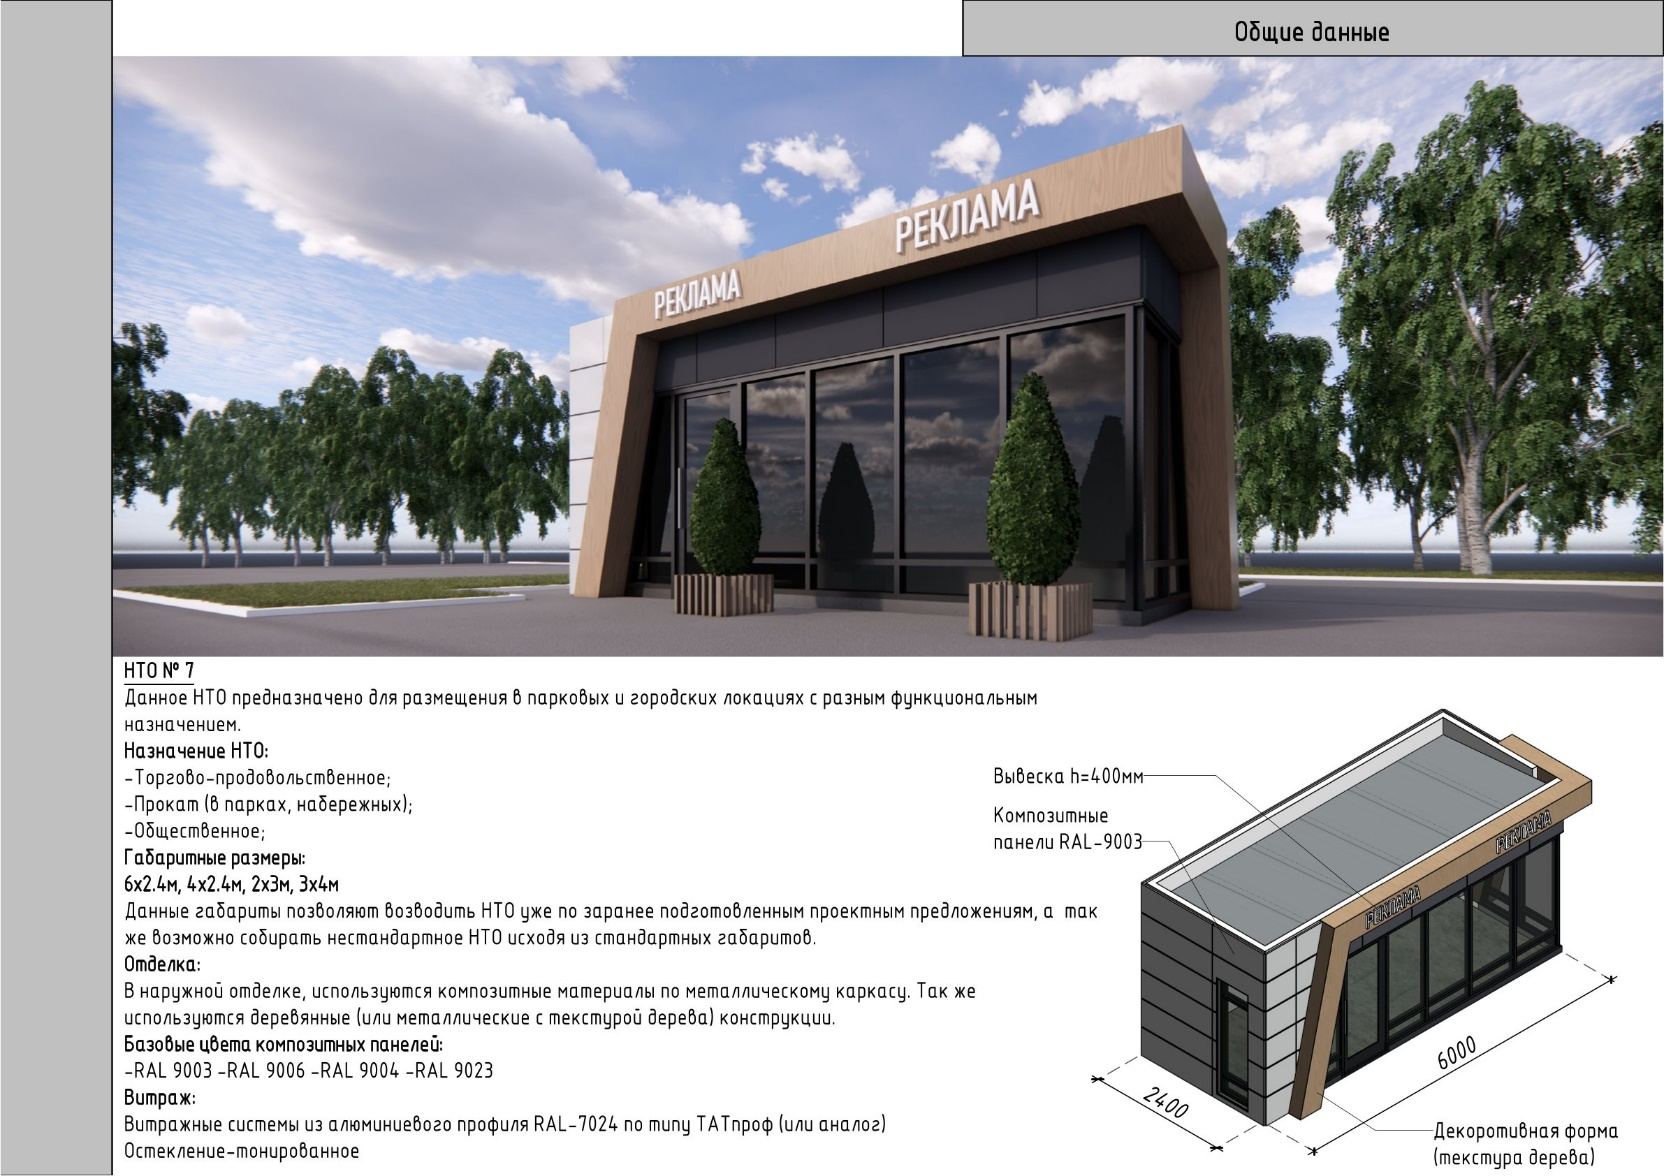 Общие данные
РЕКЛАМА
РЕКЛАМА
НТО № 7
Данное НТО предназначено для размещения в парковых и городских локациях с разным функциональным
назначением.
Назначение НТО:
-Торгово-продовольственное;
-Прокат (в парках, набережных);
-Общественное;
Габаритные размеры:
6х2.4м, 4х2.4м, 2х3м, 3х4м
Данные габариты позволяют возводить НТО уже по заранее подготовленным проектным предложениям, а так
же возможно собирать нестандартное НТО исходя из стандартных габаритов.
Отделка:
В наружной отделке, используются композитные материалы по металлическому каркасу. Так же
используются деревянные (или металлические с текстурой дерева) конструкции.
Базовые цвета композитных панелей:
-RAL 9003 -RAL 9006 -RAL 9004 -RAL 9023
Витраж:
Витражные системы из алюминиевого профиля RAL-7024 по типу ТАТпроф (или аналог)
Остекление-тонированное
Вывеска h=400мм
Композитные
панели RAL-9003
РЕКЛАМА
РЕКЛАМА
6000
2400
Декоротивная форма
(текстура дерева)